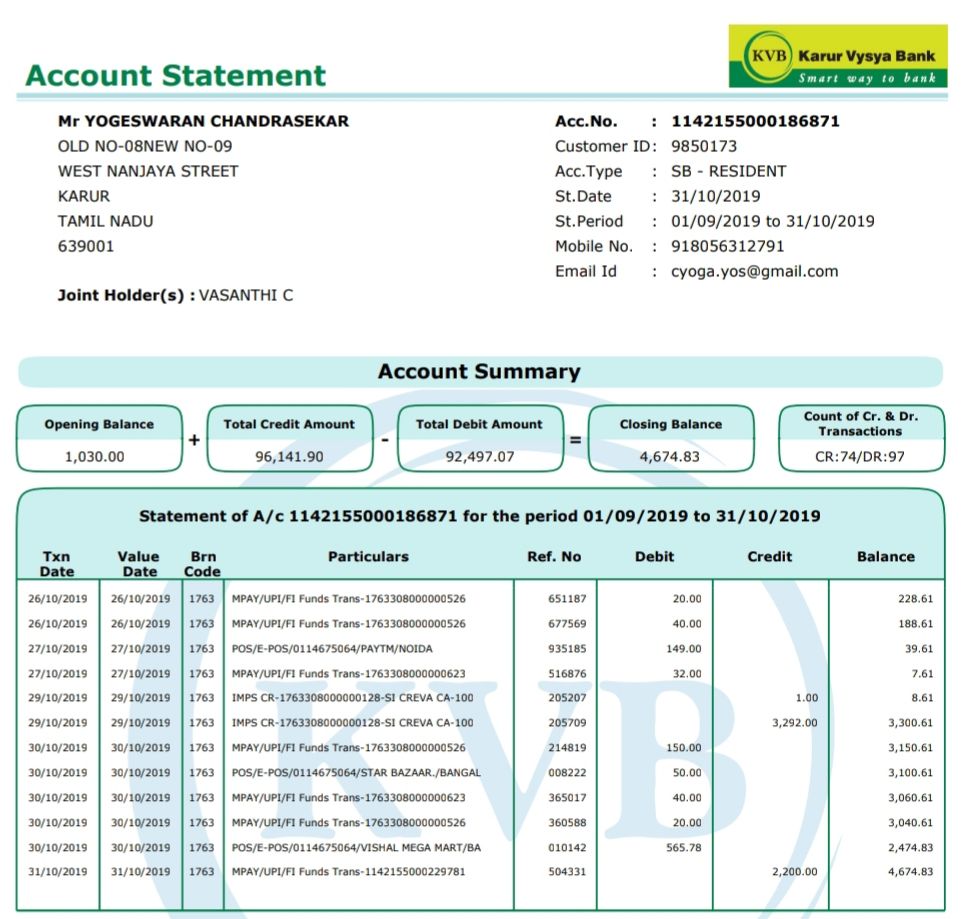 Account Statement
KVB Karur Vysya Bank
Smart way to bank
Mr YOGESWARAN CHANDRASEKAR
OLD NO-08NEW NO-09
WEST NANJAYA STREET
KARUR
TAMIL NADU
639001
Joint Holder(s) : VASANTHI C
Acc.No. : 1142155000186871
Customer ID : 9850173
Acc.Type : SB - RESIDENT
St.Date : 31/10/2019
St.Period : 01/09/2019 to 31/10/2019
Mobile No. : 918056312791
Email Id : cyoga.yos@gmail.com
Account Summary
Opening Balance + Total Credit Amount - Total Debit Amount = Closing Balance Count of Cr. & Dr. Transactions
1,030.00 96,141.90 92,497.07 4,674.83 CR:74/DR:97
Statement of A/c 1142155000186871 for the period 01/09/2019 to 31/10/2019
Txn Date Value Date Brn Code Particulars Ref. No Debit Credit Balance
26/10/2019 26/10/2019 1763 MPAY/UPI/FI Funds Trans-1763308000000526 651187 20.00 228.61
26/10/2019 26/10/2019 1763 MPAY/UPI/FI Funds Trans-1763308000000526 677569 40.00 188.61
27/10/2019 27/10/2019 1763 POS/E-POS/0114675064/PAYTM/NOIDA 935185 149.00 39.61
27/10/2019 27/10/2019 1763 MPAY/UPI/FI Funds Trans-1763308000000623 516876 32.00 7.61
29/10/2019 29/10/2019 1763 IMPS CR-1763308000000128-SI CREVA CA-100 205207 1.00 8.61
29/10/2019 29/10/2019 1763 IMPS CR-1763308000000128-SI CREVA CA-100 205709 3,292.00 3,300.61
30/10/2019 30/10/2019 1763 MPAY/UPI/FI Funds Trans-1763308000000526 214819 150.00 3,150.61
30/10/2019 30/10/2019 1763 POS/E-POS/0114675064/STAR BAZAAR./BANGAL 008222 50.00 3,100.61
30/10/2019 30/10/2019 1763 MPAY/UPI/FI Funds Trans-1763308000000623 365017 40.00 3,060.61
30/10/2019 30/10/2019 1763 MPAY/UPI/FI Funds Trans-1763308000000526 360588 20.00 3,040.61
30/10/2019 30/10/2019 1763 POS/E-POS/0114675064/VISHAL MEGA MART/BA 010142 565.78 2,474.83
31/10/2019 31/10/2019 1763 MPAY/UPI/FI Funds Trans-1142155000229781 504331 2,200.00 4,674.83
KVB